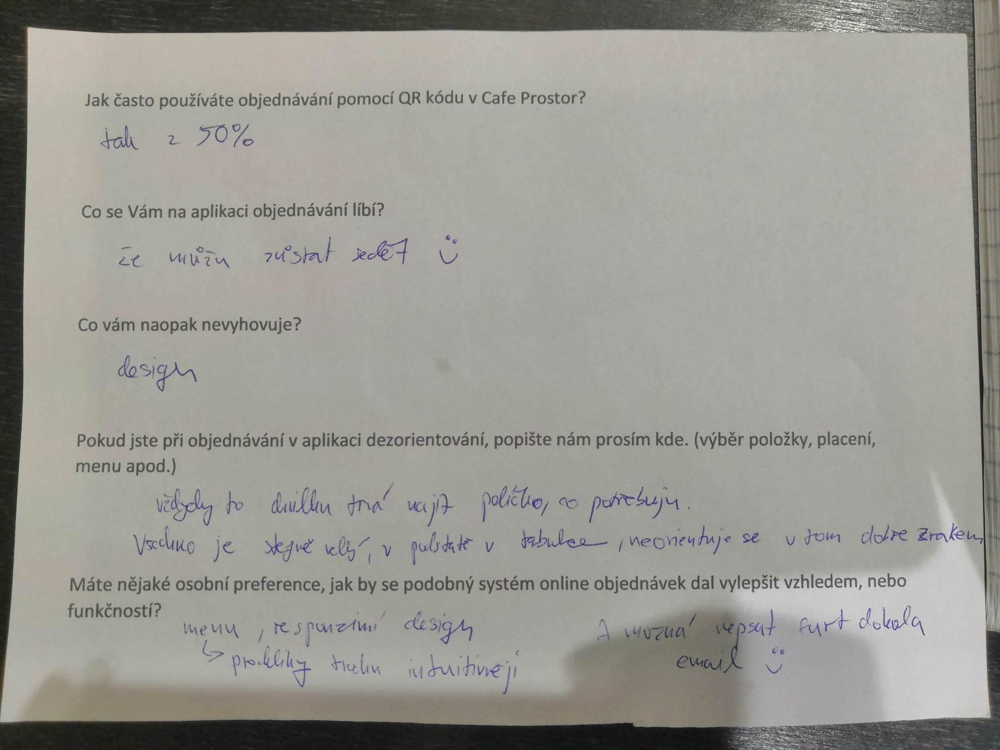 Jak často používáte objednávání pomocí QR kódu v Cafe Prostor?
tak z 50%
Co se Vám na aplikaci objednávání líbí?
že můžu zůstat sedět
Co vám naopak nevyhovuje?
design
Pokud jste při objednávání v aplikaci dezorientování, popište nám prosím kde. (výběr položky, placení,
menu apod.)
vždycky to chvilku trvá najít políčko, co potřebuju.
Všechno je stejně velký, v podstatě v tabulce, neorientuje se v tom dobře zrakem
Máte nějaké osobní preference, jak by se podobný systém online objednávek dal vylepšit vzhledem, nebo
funkčností?
menu, responzivní design
↳ prokliky trochu intuitivněji
A možná nepsat furt dokola
email